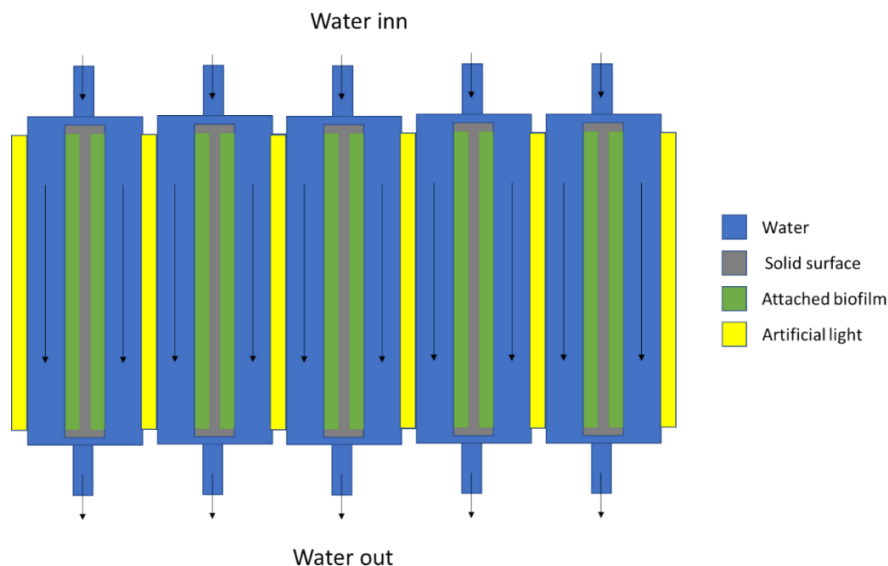 Water inn
Water
Solid surface
Attached biofilm
Artificial light
Water out